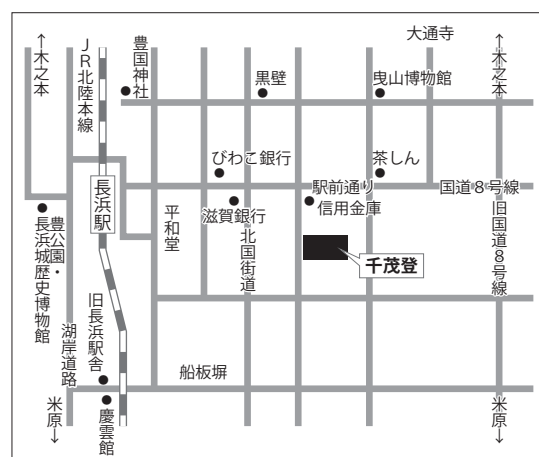 ↑木之本
JR北陸本線
豊国神社
黒壁
大通寺
曳山博物館
↑木之本
びわこ銀行
茶しん
長浜駅
駅前通り
国道8号線
滋賀銀行
信用金庫
豊公園・
長浜城歴史博物館
平和堂
北国街道
旧国道8号線
千茂登
湖岸道路
旧長浜駅舎
船板塀
慶雲館
米原↓
米原↓